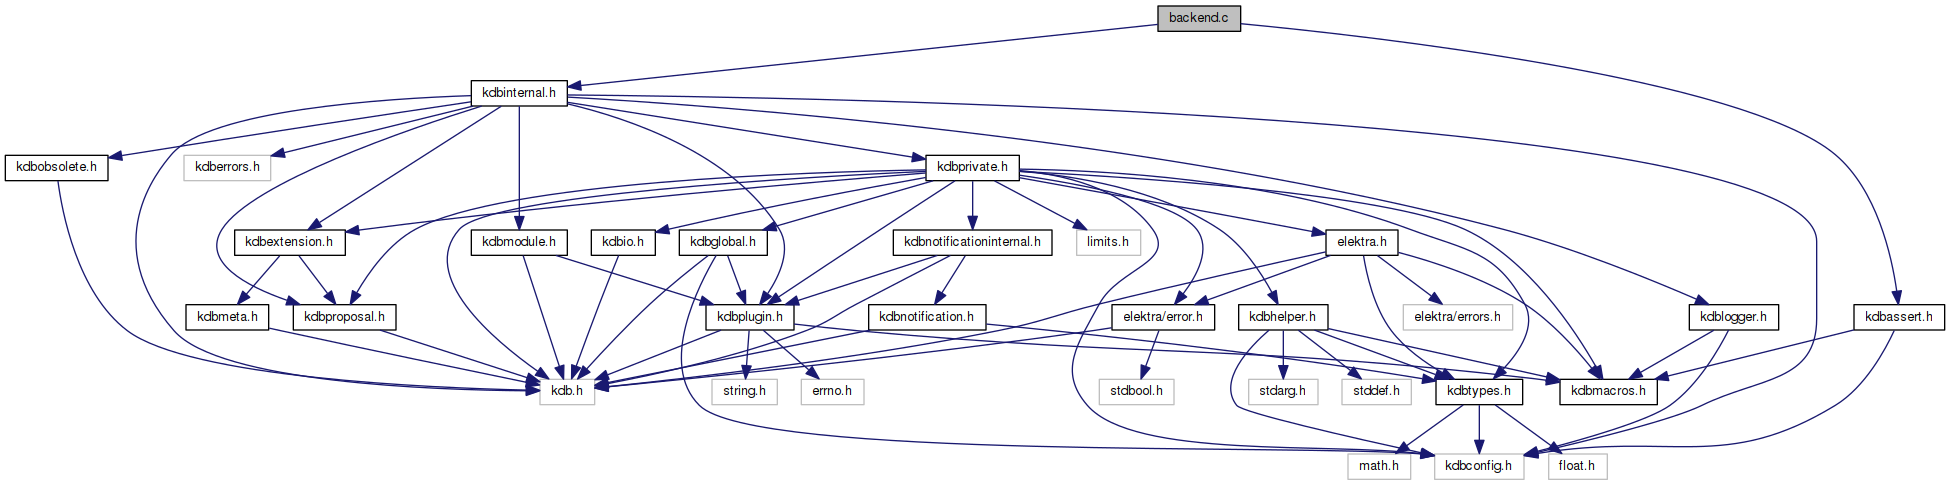 backend.c
kdbinternal.h
kdbobsolete.h
kdberrors.h
kdbprivate.h
kdbextension.h
kdbmodule.h
kdbio.h
kdbglobal.h
kdbnotificationinternal.h
limits.h
elektra.h
kdbmeta.h
kdbproposal.h
kdbplugin.h
kdbnotification.h
elektra/error.h
kdbhelper.h
elektra/errors.h
kdblogger.h
kdbassert.h
kdb.h
string.h
errno.h
stdbool.h
stdarg.h
stddef.h
kdbtypes.h
kdbmacros.h
math.h
kdbconfig.h
float.h